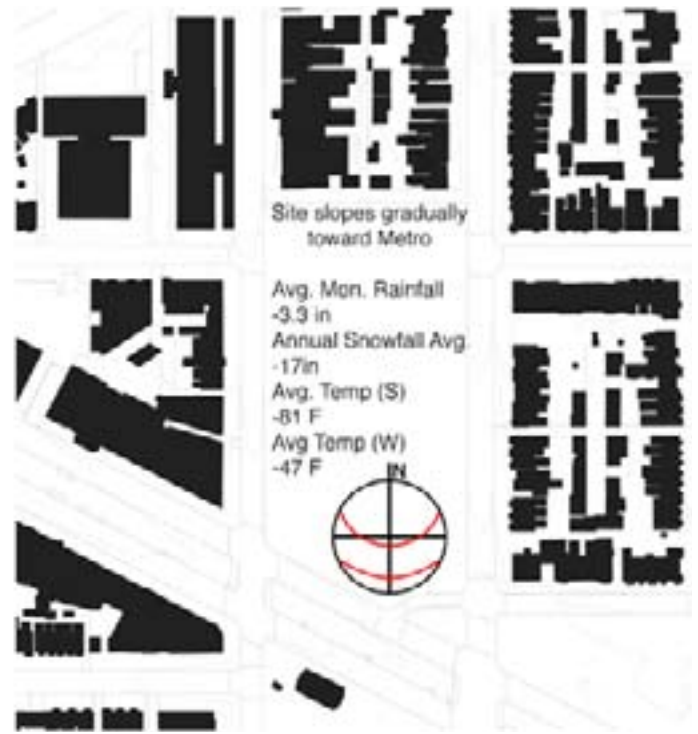 Site slopes gradually
toward Metro
Avg. Mon. Rainfall
-3.3 in
Annual Snowfall Avg.
-17in
Avg. Temp (S)
-81 F
Avg Temp (W)
-47 F
N